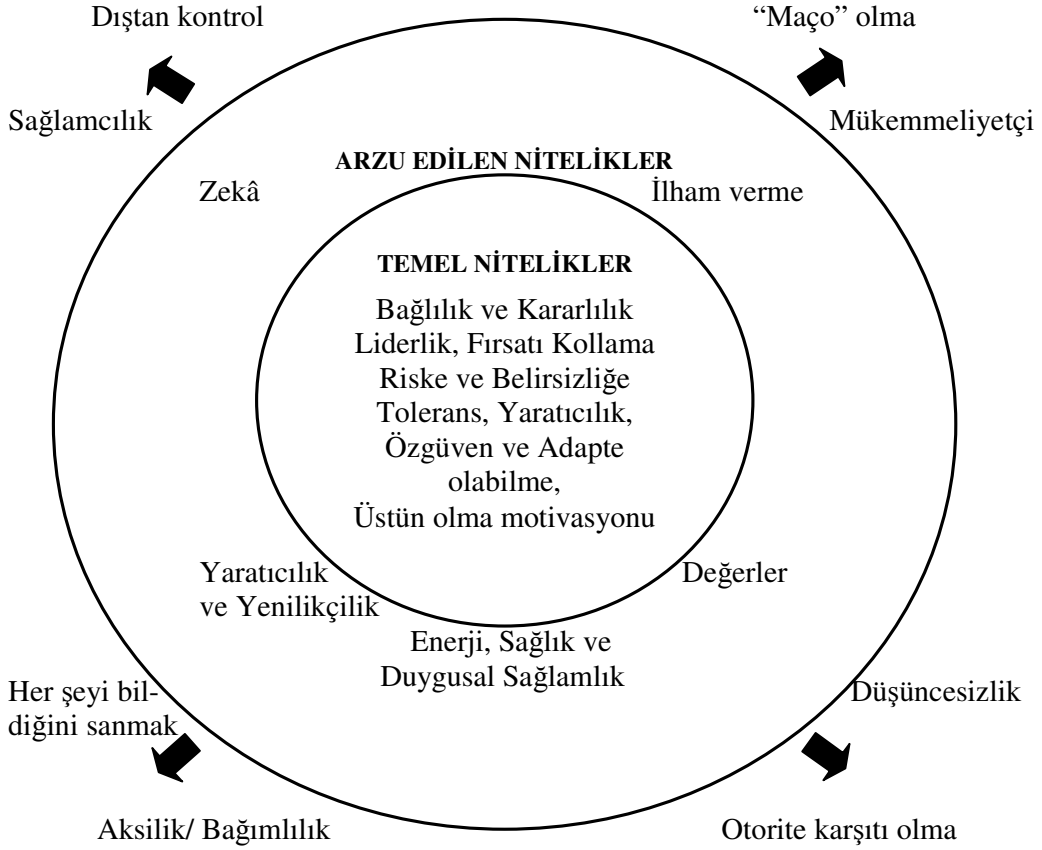 Dıştan kontrol
“Maço” olma
Sağlamcılık
Mükemmeliyetçi
ARZU EDİLEN NİTELİKLER
Zekâ
İlham verme
TEMEL NİTELİKLER
Bağlılık ve Kararlılık
Liderlik, Fırsatı Kollama
Riske ve Belirsizliğe
Tolerans, Yaratıcılık,
Özgüven ve Adapte
olabilme,
Üstün olma motivasyonu
Yaratıcılık
ve Yenilikçilik
Değerler
Enerji, Sağlık ve
Duygusal Sağlamlık
Her şeyi bil-
diğini sanmak
Düşüncesizlik
Aksilik/ Bağımlılık
Otorite karşıtı olma